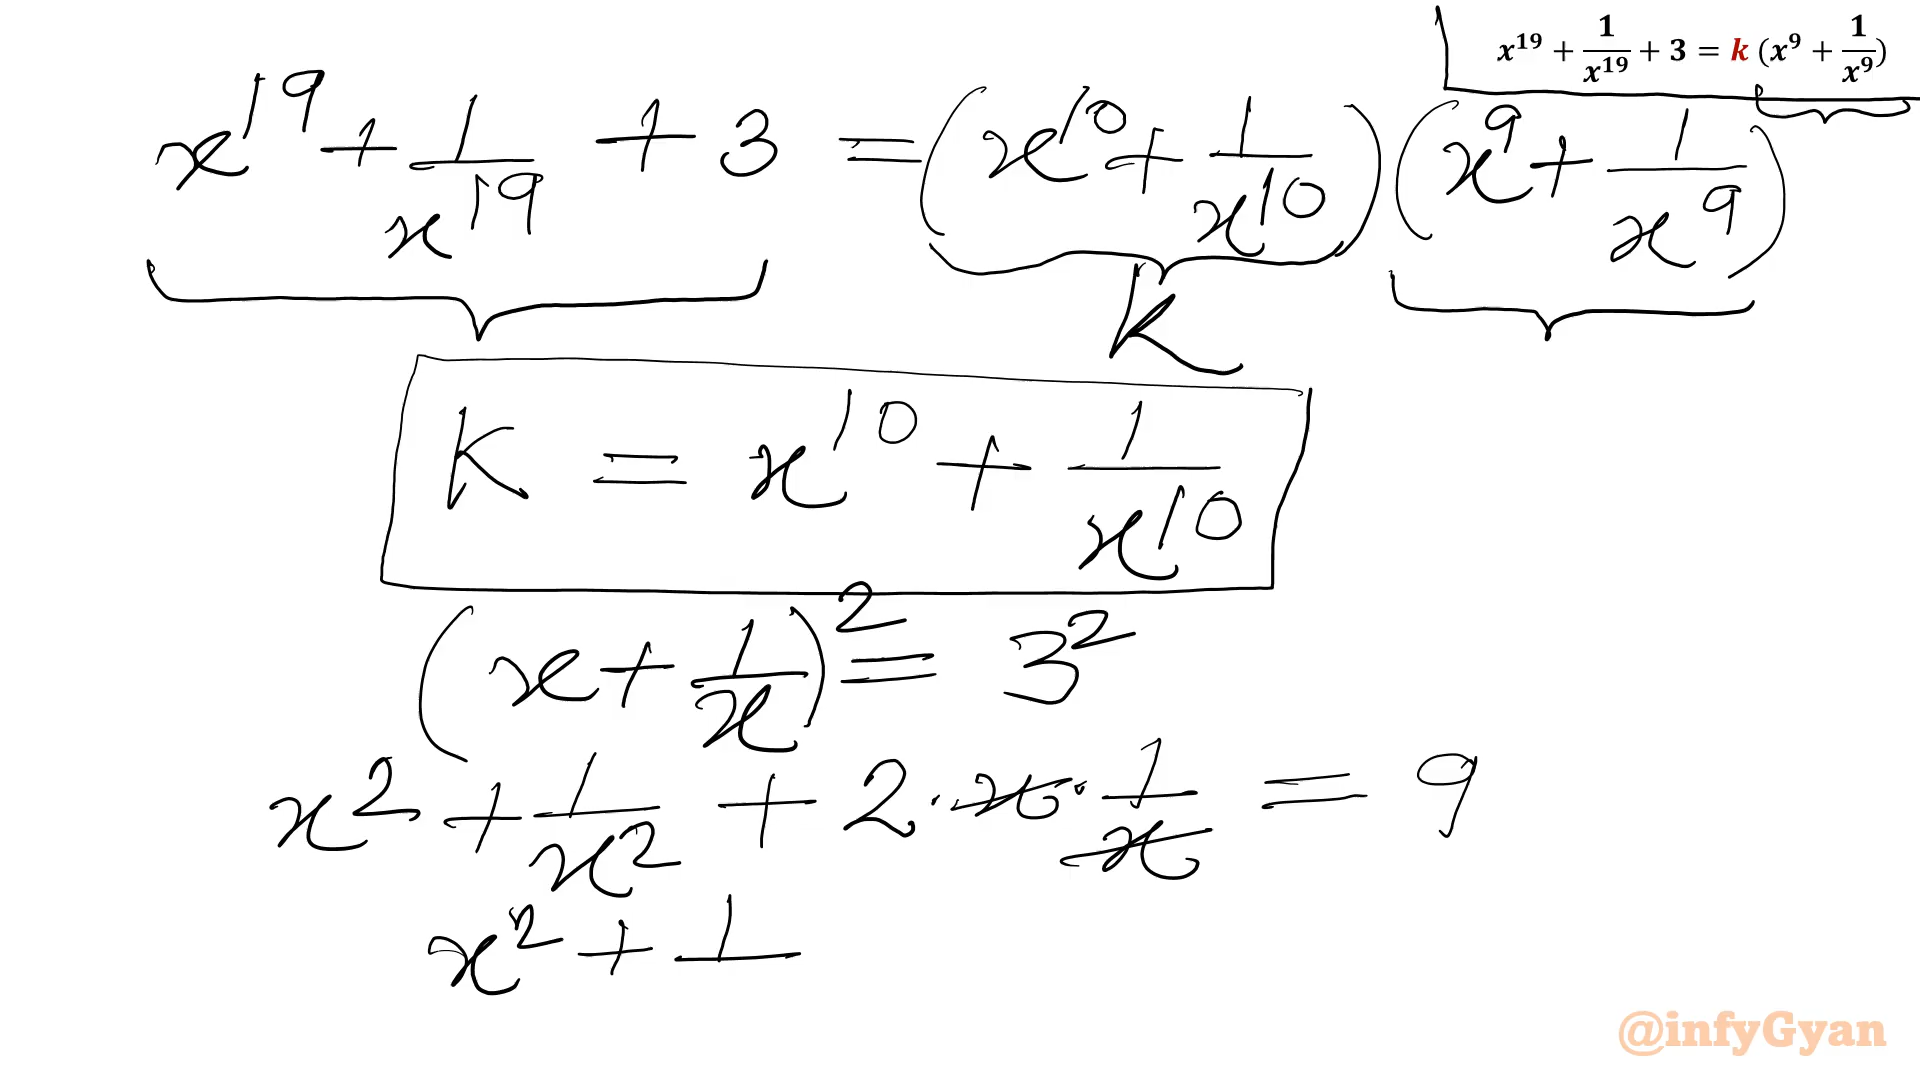 x¹⁹ + 1/x¹⁹ + 3 = k (x⁹ + 1/x⁹)
x¹⁹ + 1/x¹⁹ + 3 = (x¹⁰ + 1/x¹⁰) (x⁹ + 1/x⁹)
k
K = x¹⁰ + 1/x¹⁰
(x + 1/x)² = 3²
x² + 1/x² + 2 · x · 1/x = 9
x² + 1/
@infyGyan